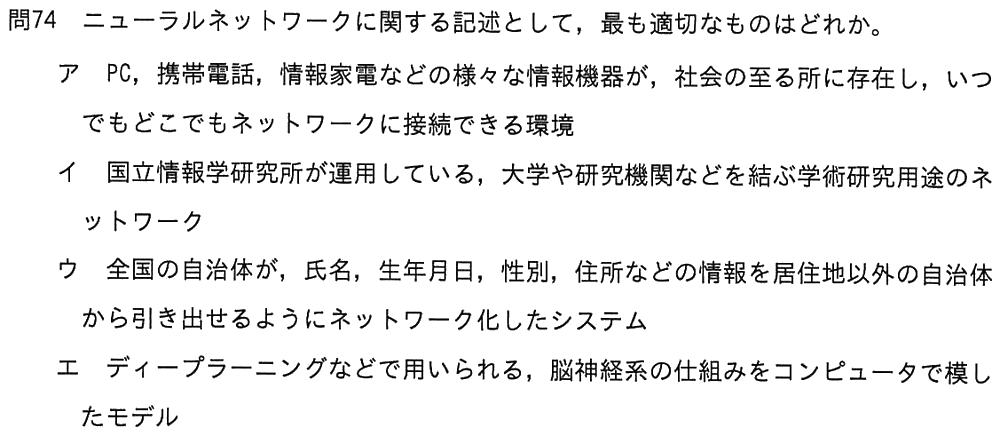 問74　ニューラルネットワークに関する記述として，最も適切なものはどれか。
ア　PC，携帯電話，情報家電などの様々な情報機器が，社会の至る所に存在し，いつ
でもどこでもネットワークに接続できる環境
イ　国立情報学研究所が運用している，大学や研究機関などを結ぶ学術研究用途のネ
ットワーク
ウ　全国の自治体が，氏名，生年月日，性別，住所などの情報を居住地以外の自治体
から引き出せるようにネットワーク化したシステム
エ　ディープラーニングなどで用いられる，脳神経系の仕組みをコンピュータで模し
たモデル